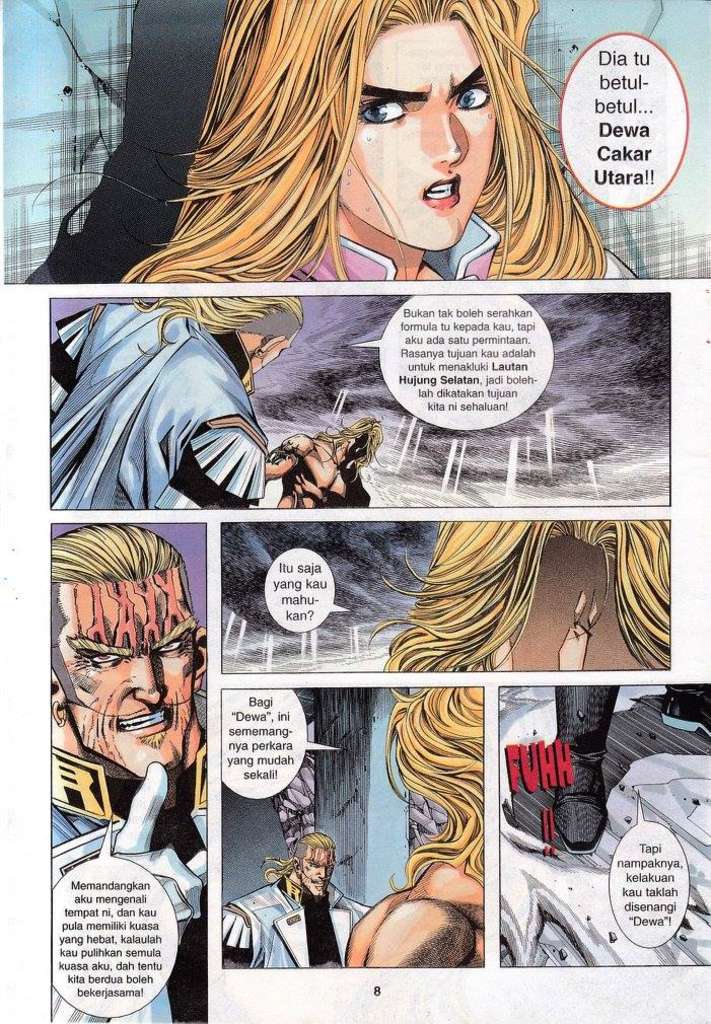 Dia tu
betul-
betul...
Dewa
Cakar
Utara!!
Bukan tak boleh serahkan
formula tu kepada kau, tapi
aku ada satu permintaan.
Rasanya tujuan kau adalah
untuk menakluki Lautan
Hujung Selatan, jadi boleh-
lah dikatakan tujuan
kita ni sehaluan!
Memandangkan
aku mengenali
tempat ni, dan kau
pula memiliki kuasa
yang hebat, kalaulah
kau pulihkan semula
kuasa aku, dah tentu
kita berdua boleh
bekerjasama!
Itu saja
yang kau
mahu-
kan?
Bagi
"Dewa", ini
sememang-
nya perkara
yang mudah
sekali!
FUHH
!!
Tapi
nampaknya,
kelakuan
kau taklah
disenangi
"Dewa"!
8